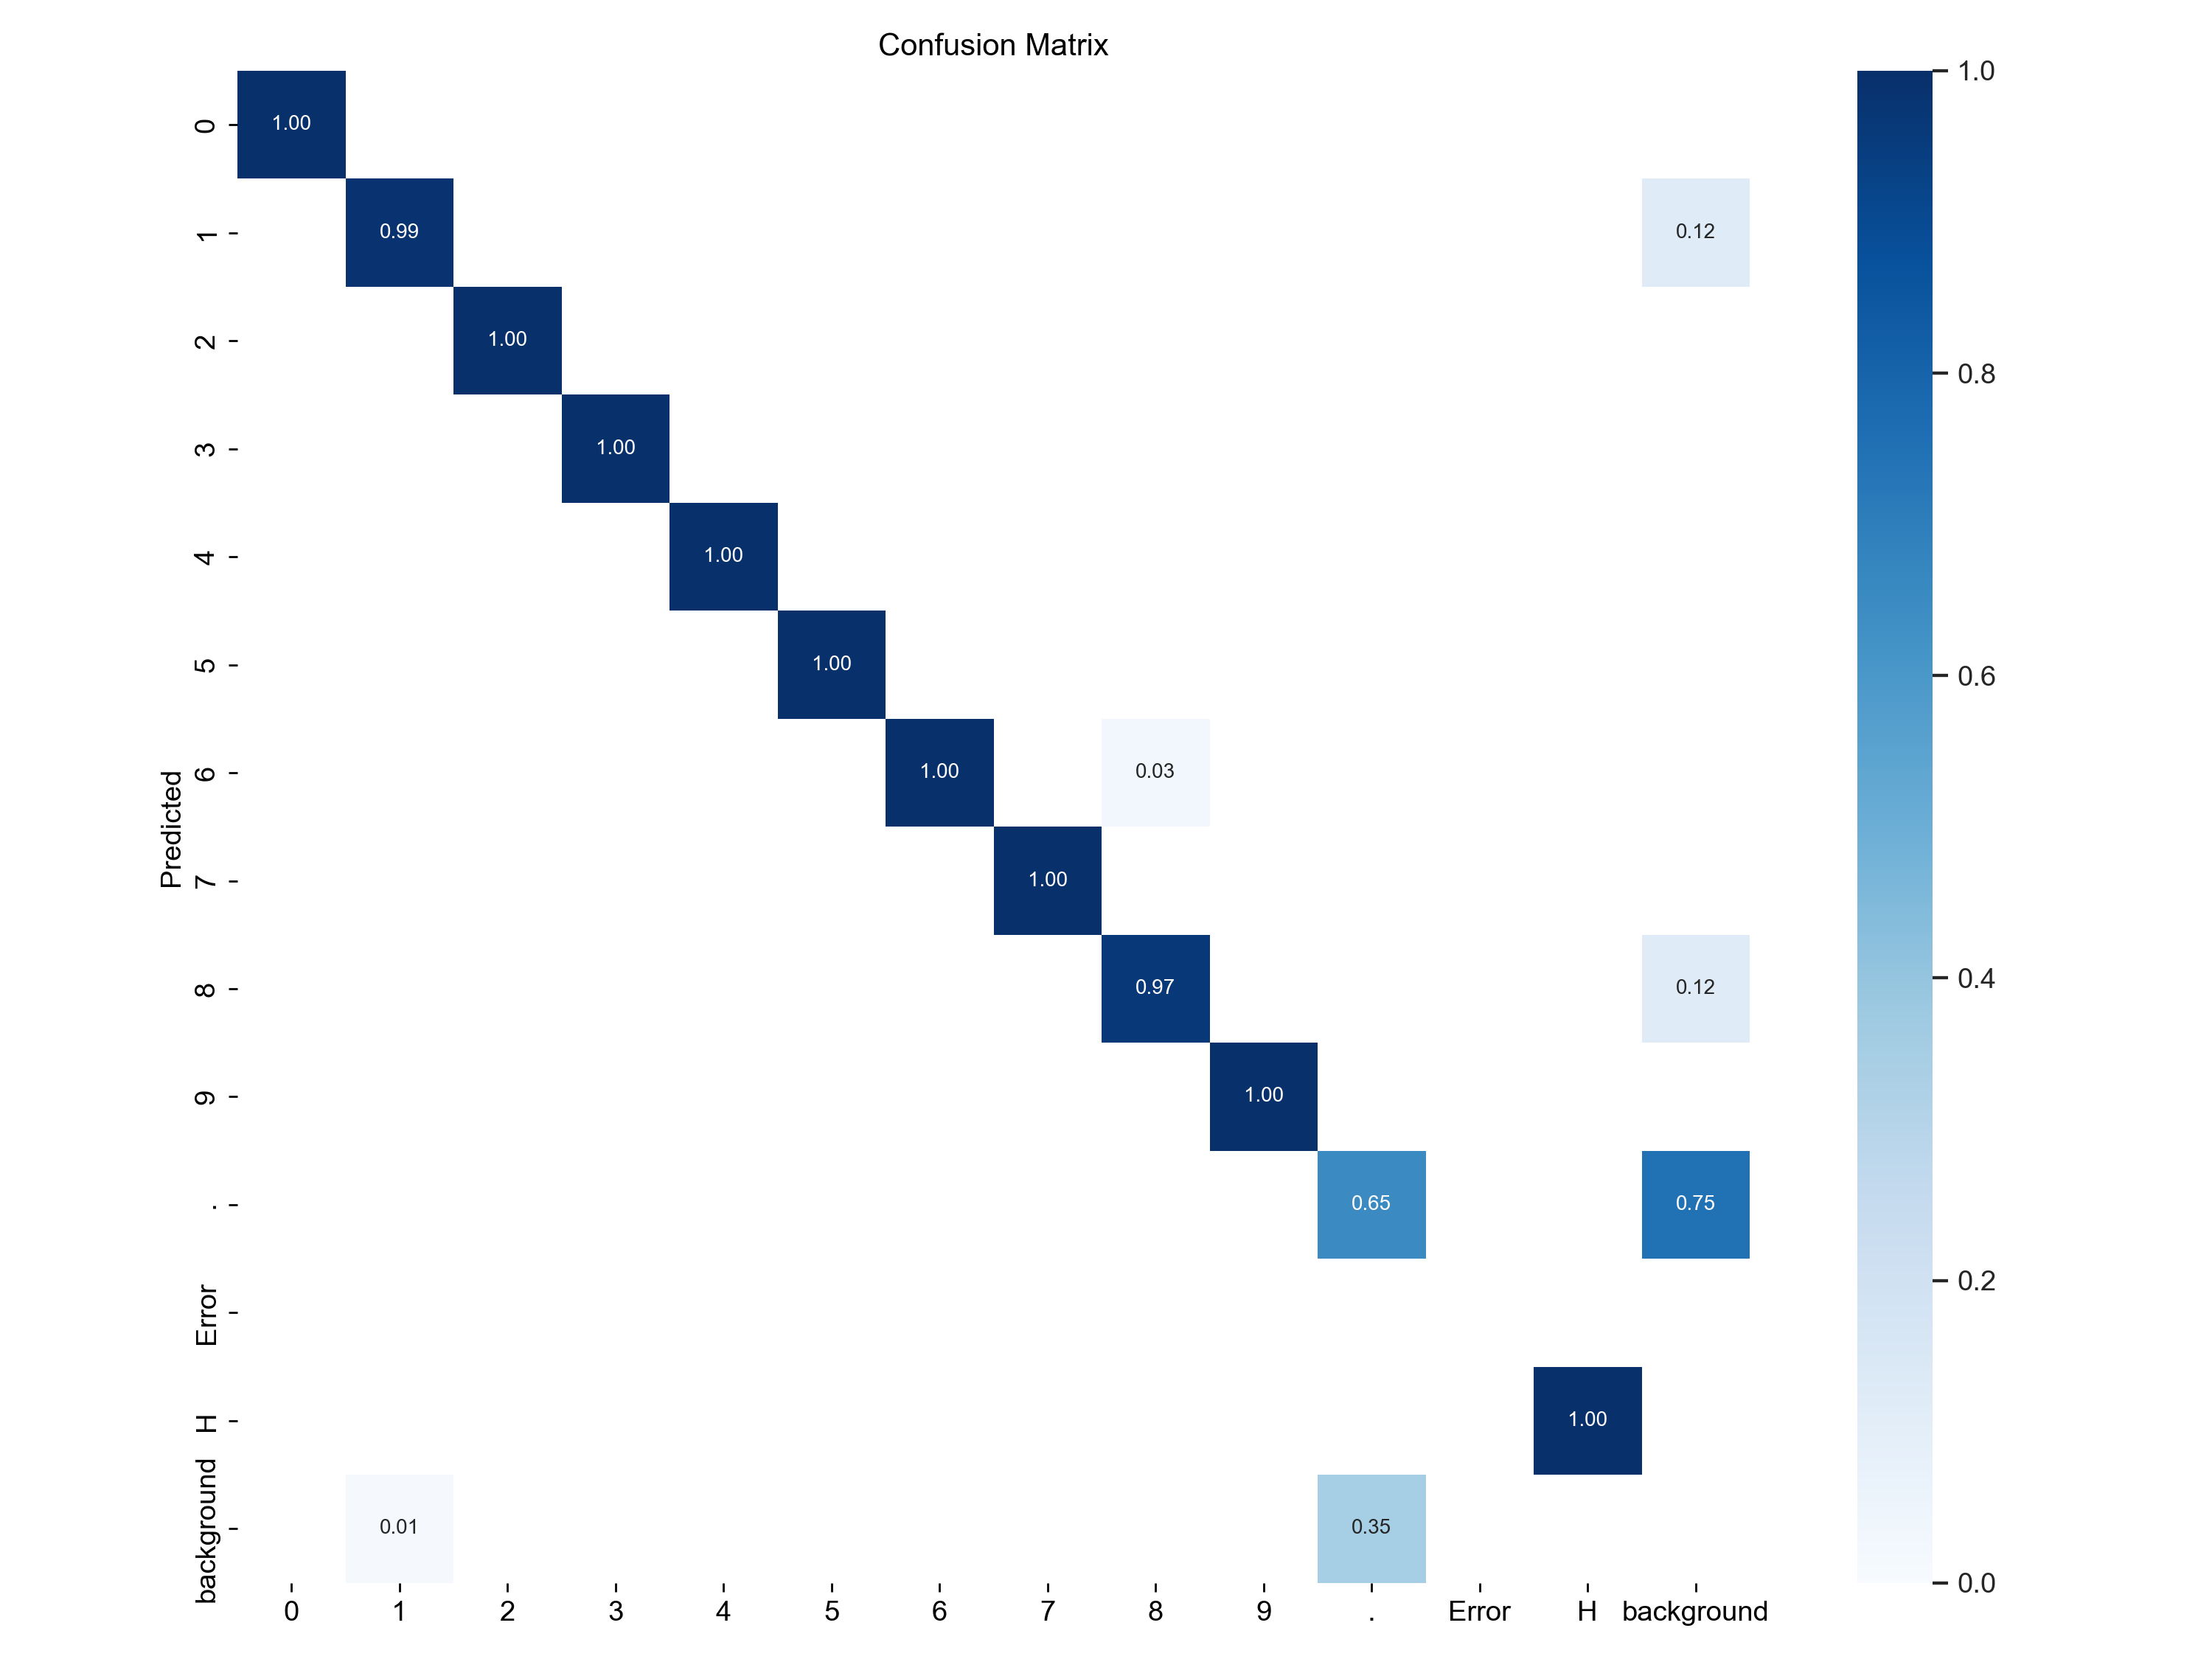 Confusion Matrix
0 1.00 1.0
1 0.99 0.12
2 1.00
0.8
3 1.00
4 1.00
5 1.00
0.6
6 1.00 0.03
Predicted
7 1.00
8 0.97 0.12
0.4
9 1.00
. 0.65 0.75
Error 0.2
H 1.00
background 0.01 0.35
0.0
0 1 2 3 4 5 6 7 8 9 . Error H background